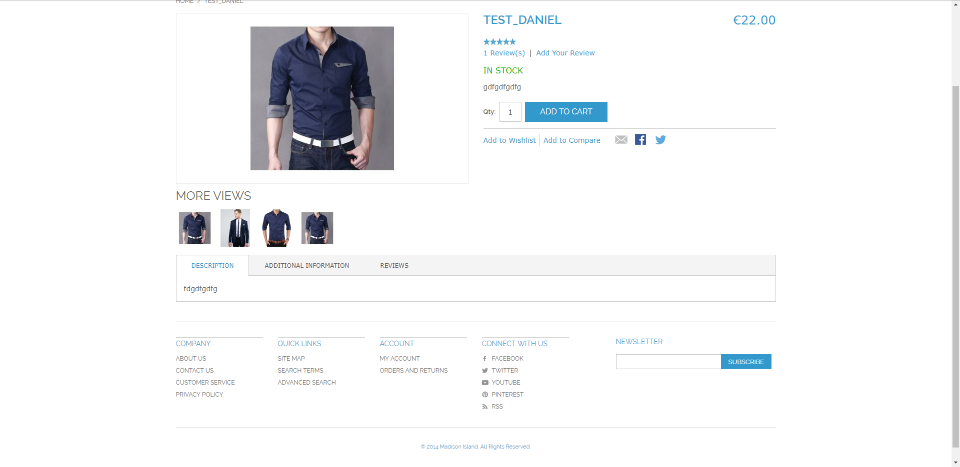 HOME / TEST_DANIEL
TEST_DANIEL
€22.00
1 Review(s) | Add Your Review
IN STOCK
gdfgdfgdfg
Qty: 1 ADD TO CART
Add to Wishlist Add to Compare
MORE VIEWS
DESCRIPTION ADDITIONAL INFORMATION REVIEWS
fdgdfgdfg
COMPANY
ABOUT US
CONTACT US
CUSTOMER SERVICE
PRIVACY POLICY
QUICK LINKS
SITE MAP
SEARCH TERMS
ADVANCED SEARCH
ACCOUNT
MY ACCOUNT
ORDERS AND RETURNS
CONNECT WITH US
FACEBOOK
TWITTER
YOUTUBE
PINTEREST
RSS
NEWSLETTER
SUBSCRIBE
© 2014 Madison Island. All Rights Reserved.